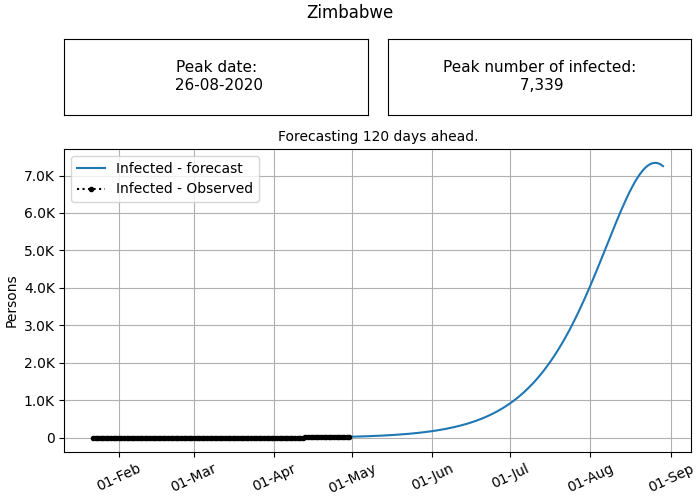 Zimbabwe
Peak date:
26-08-2020
Peak number of infected:
7,339
Forecasting 120 days ahead.
Infected - forecast
Infected - Observed
Persons
7.0K
6.0K
5.0K
4.0K
3.0K
2.0K
1.0K
0
01-Feb
01-Mar
01-Apr
01-May
01-Jun
01-Jul
01-Aug
01-Sep